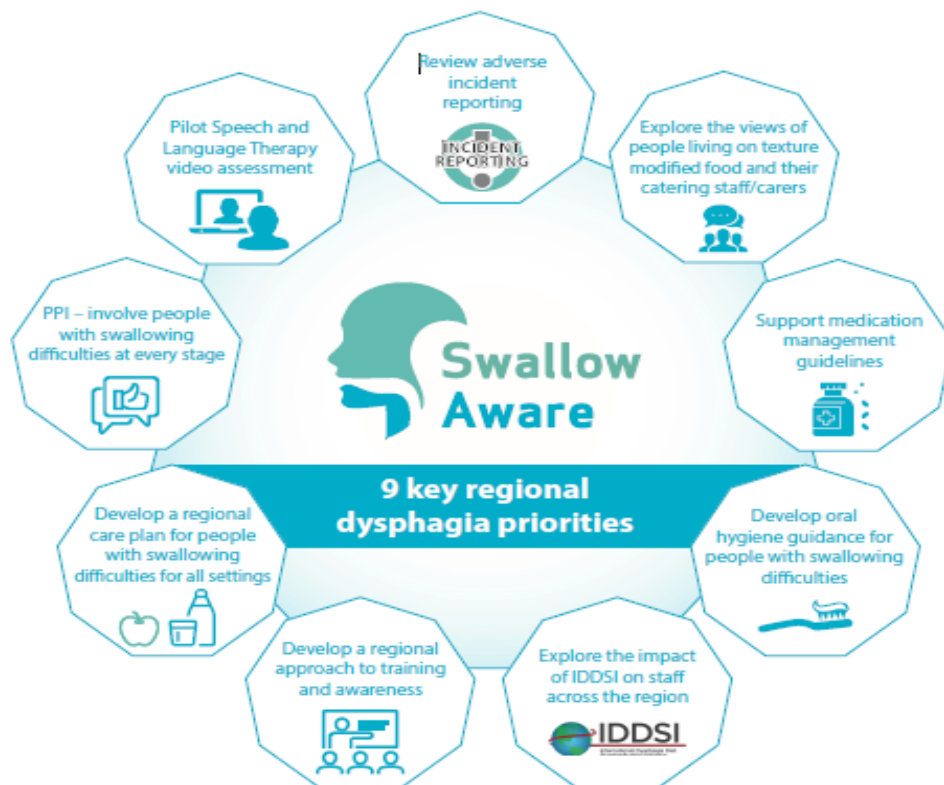 Review adverse
incident
reporting
INCIDENT
REPORTING
Explore the views of
people living on texture
modified food and their
catering staff/carers
Support medication
management
guidelines
Develop oral
hygiene guidance for
people with swallowing
difficulties
Explore the impact
of IDDSI on staff
across the region
IDDSI
Develop a regional
approach to training
and awareness
Develop a regional
care plan for people
with swallowing
difficulties for all settings
PPI – involve people
with swallowing
difficulties at every stage
Pilot Speech and
Language Therapy
video assessment
Swallow
Aware
9 key regional
dysphagia priorities